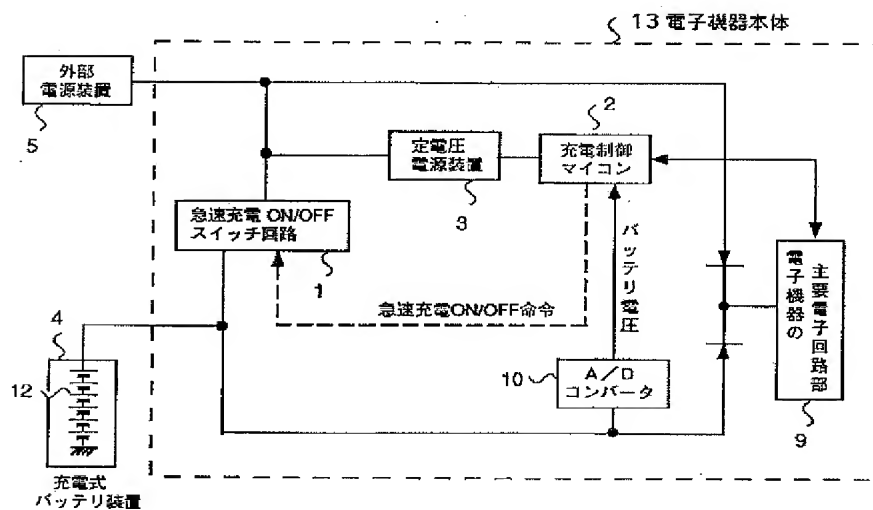 13 電子機器本体
外部
電源装置
5
2
定電圧
電源装置
3
充電制御
マイコン
急速充電 ON/OFF
スイッチ回路
1
バッテリ電圧
急速充電ON/OFF命令
電子機器の
主要電子回路部
9
4
12
10
A/D
コンバータ
充電式
バッテリ装置